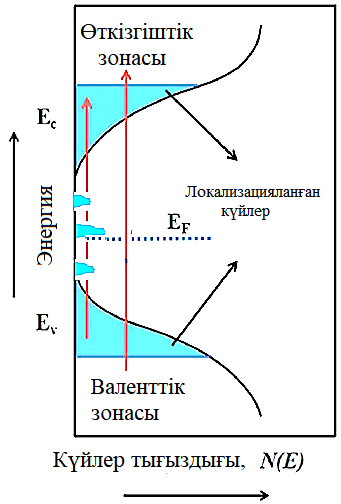 Өткізгіштік
зонасы
Ec
Локализацияланған
күйлер
EF
Энергия
Ev
Валенттік
зонасы
Күйлер тығыздығы, N(E)